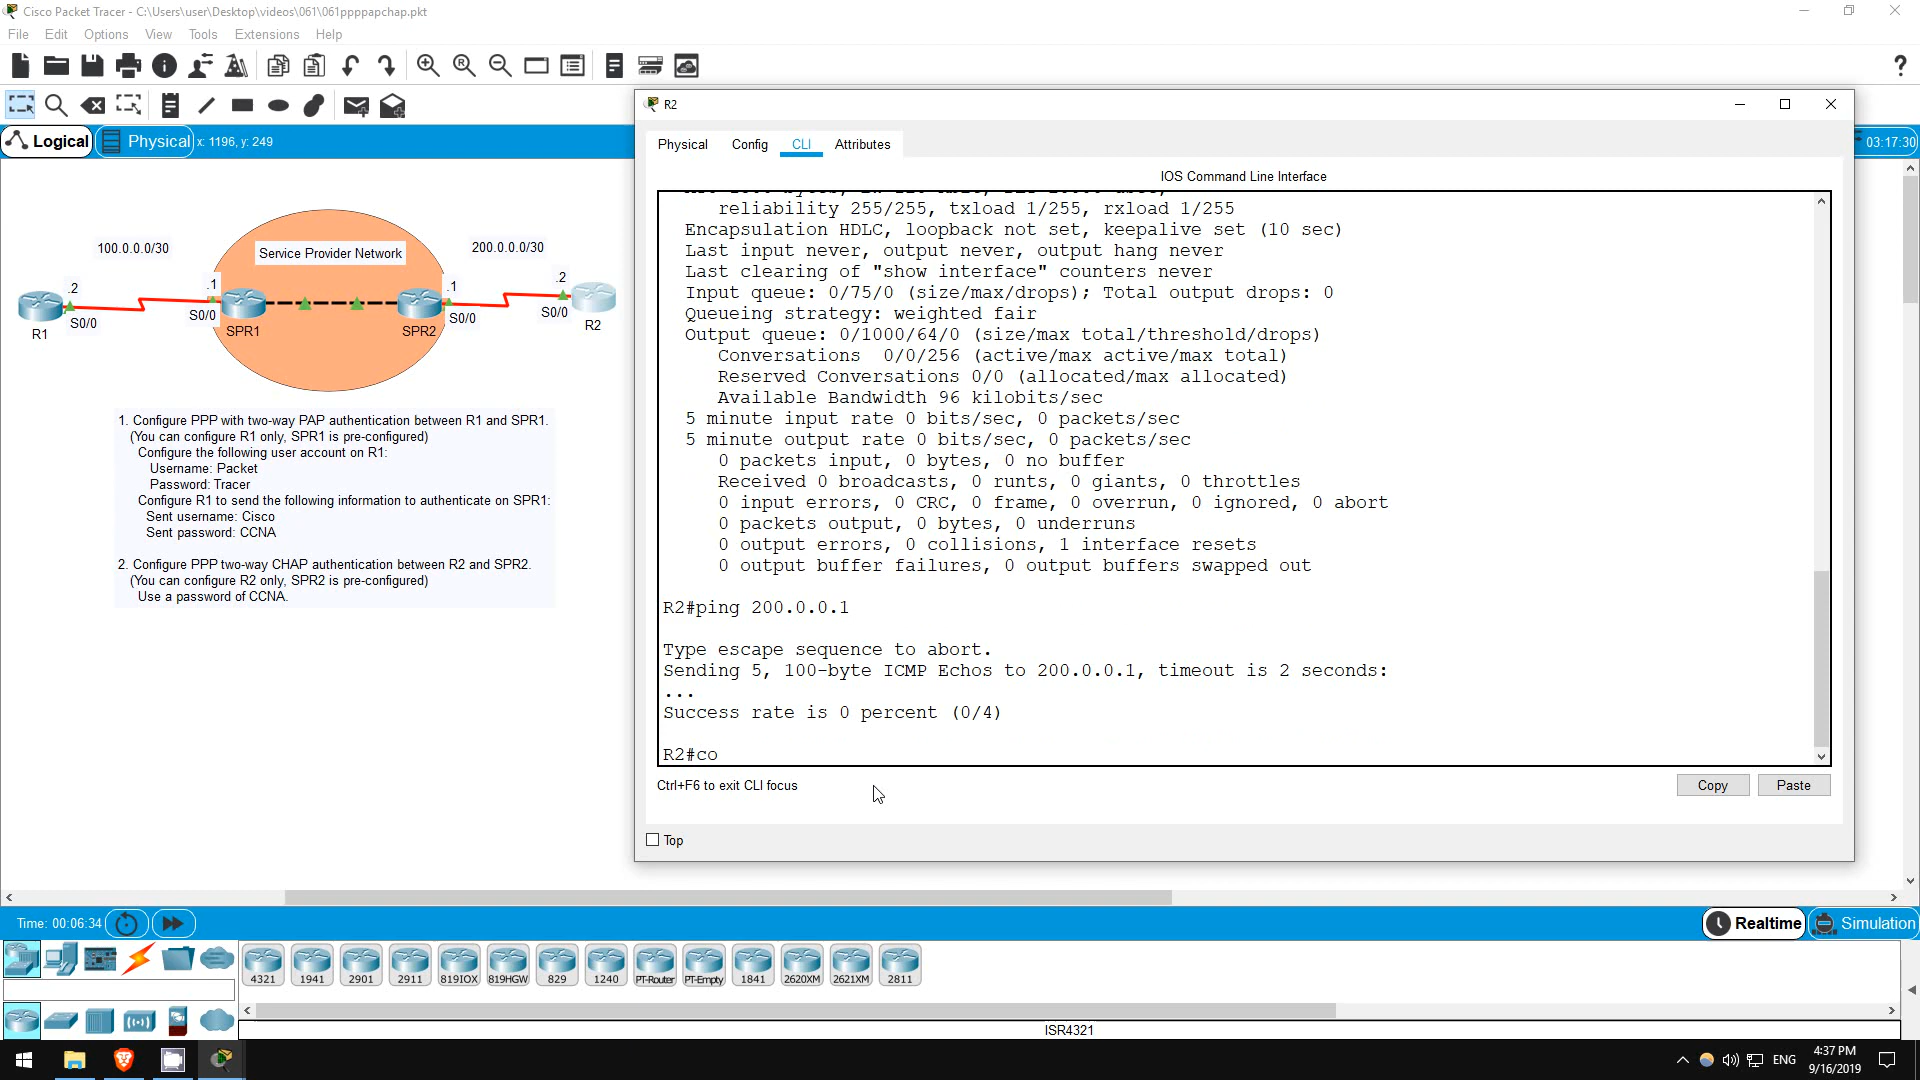 Cisco Packet Tracer - C:\Users\user\Desktop\videos\061\061ppppapchap.pkt
File Edit Options View Tools Extensions Help
R2
Logical Physical x: 1196, y: 249
03:17:30
Physical Config CLI Attributes
IOS Command Line Interface
reliability 255/255, txload 1/255, rxload 1/255
Encapsulation HDLC, loopback not set, keepalive set (10 sec)
Last input never, output never, output hang never
Last clearing of "show interface" counters never
Input queue: 0/75/0 (size/max/drops); Total output drops: 0
Queueing strategy: weighted fair
Output queue: 0/1000/64/0 (size/max total/threshold/drops)
Conversations 0/0/256 (active/max active/max total)
Reserved Conversations 0/0 (allocated/max allocated)
Available Bandwidth 96 kilobits/sec
5 minute input rate 0 bits/sec, 0 packets/sec
5 minute output rate 0 bits/sec, 0 packets/sec
0 packets input, 0 bytes, 0 no buffer
Received 0 broadcasts, 0 runts, 0 giants, 0 throttles
0 input errors, 0 CRC, 0 frame, 0 overrun, 0 ignored, 0 abort
0 packets output, 0 bytes, 0 underruns
0 output errors, 0 collisions, 1 interface resets
0 output buffer failures, 0 output buffers swapped out
R2#ping 200.0.0.1
Type escape sequence to abort.
Sending 5, 100-byte ICMP Echos to 200.0.0.1, timeout is 2 seconds:
...
Success rate is 0 percent (0/4)
R2#co
Ctrl+F6 to exit CLI focus
Copy Paste
Top
100.0.0.0/30
Service Provider Network
200.0.0.0/30
.2 .1 .1 .2
S0/0 S0/0 S0/0 S0/0
R1 SPR1 SPR2 R2
1. Configure PPP with two-way PAP authentication between R1 and SPR1.
(You can configure R1 only, SPR1 is pre-configured)
Configure the following user account on R1:
Username: Packet
Password: Tracer
Configure R1 to send the following information to authenticate on SPR1:
Sent username: Cisco
Sent password: CCNA
2. Configure PPP two-way CHAP authentication between R2 and SPR2.
(You can configure R2 only, SPR2 is pre-configured)
Use a password of CCNA.
Time: 00:06:34
Realtime Simulation
4321 1941 2901 2911 819IOX 819HGW 829 1240 PT-Router PT-Empty 1841 2620XM 2621XM 2811
ISR4321
ENG
4:37 PM
9/16/2019